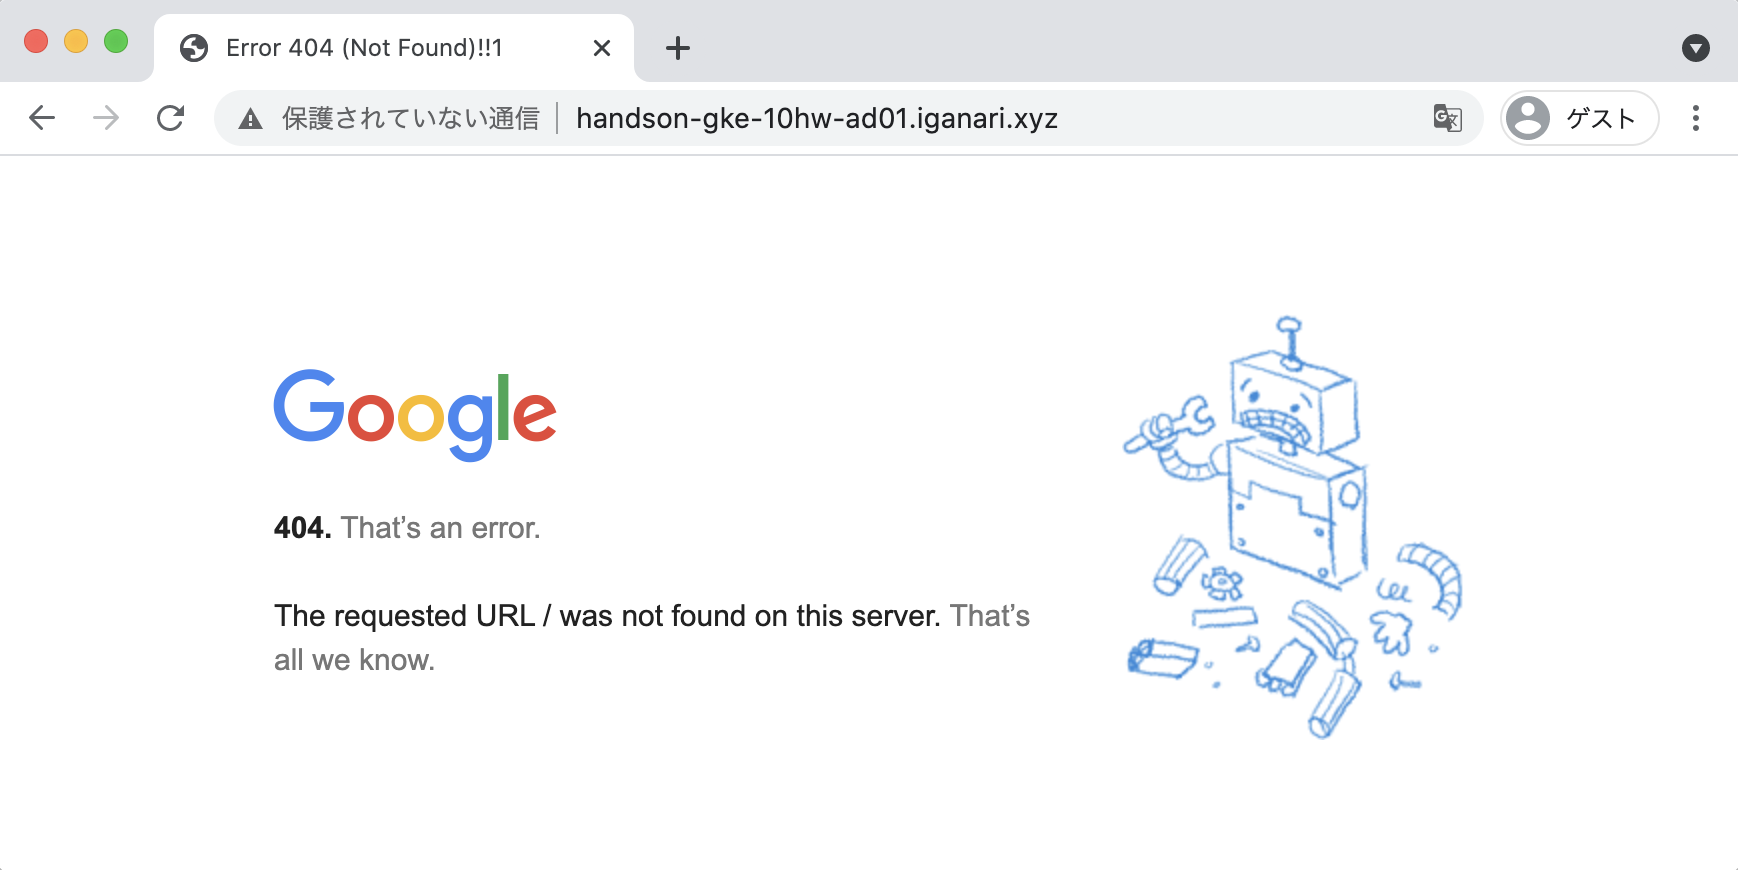 Error 404 (Not Found)!!1
保護されていない通信 handson-gke-10hw-ad01.iganari.xyz
ゲスト
Google
404. That’s an error.
The requested URL / was not found on this server. That’s
all we know.